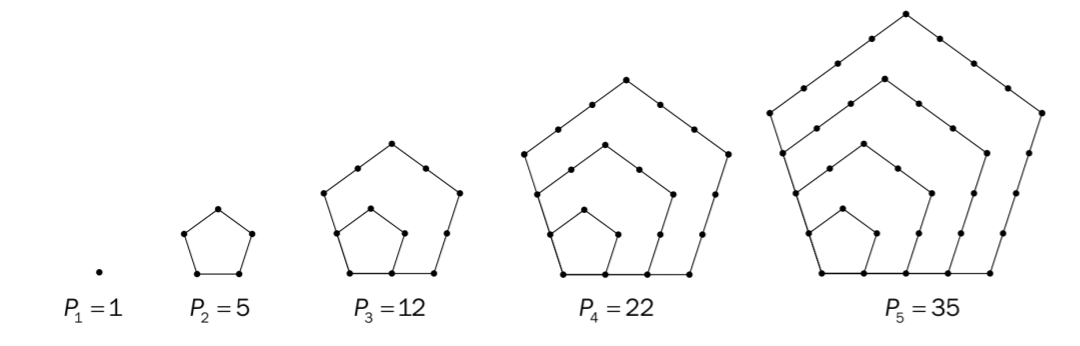 P₁ = 1
P₂ = 5
P₃ = 12
P₄ = 22
P₅ = 35